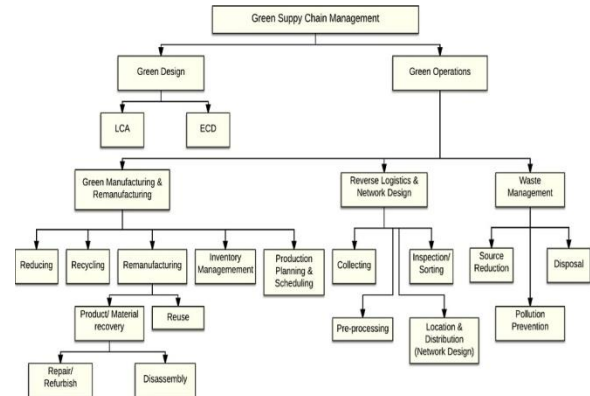 Green Suppy Chain Management
Green Design
Green Operations
LCA
ECD
Green Manufacturing &
Remanufacturing
Reverse Logistics &
Network Design
Waste
Management
Reducing
Recycling
Remanufacturing
Inventory
Managemement
Production
Planning &
Scheduling
Collecting
Inspection/
Sorting
Source
Reduction
Disposal
Product/ Material
recovery
Reuse
Pre-processing
Location &
Distribution
(Network Design)
Pollution
Prevention
Repair/
Refurbish
Disassembly